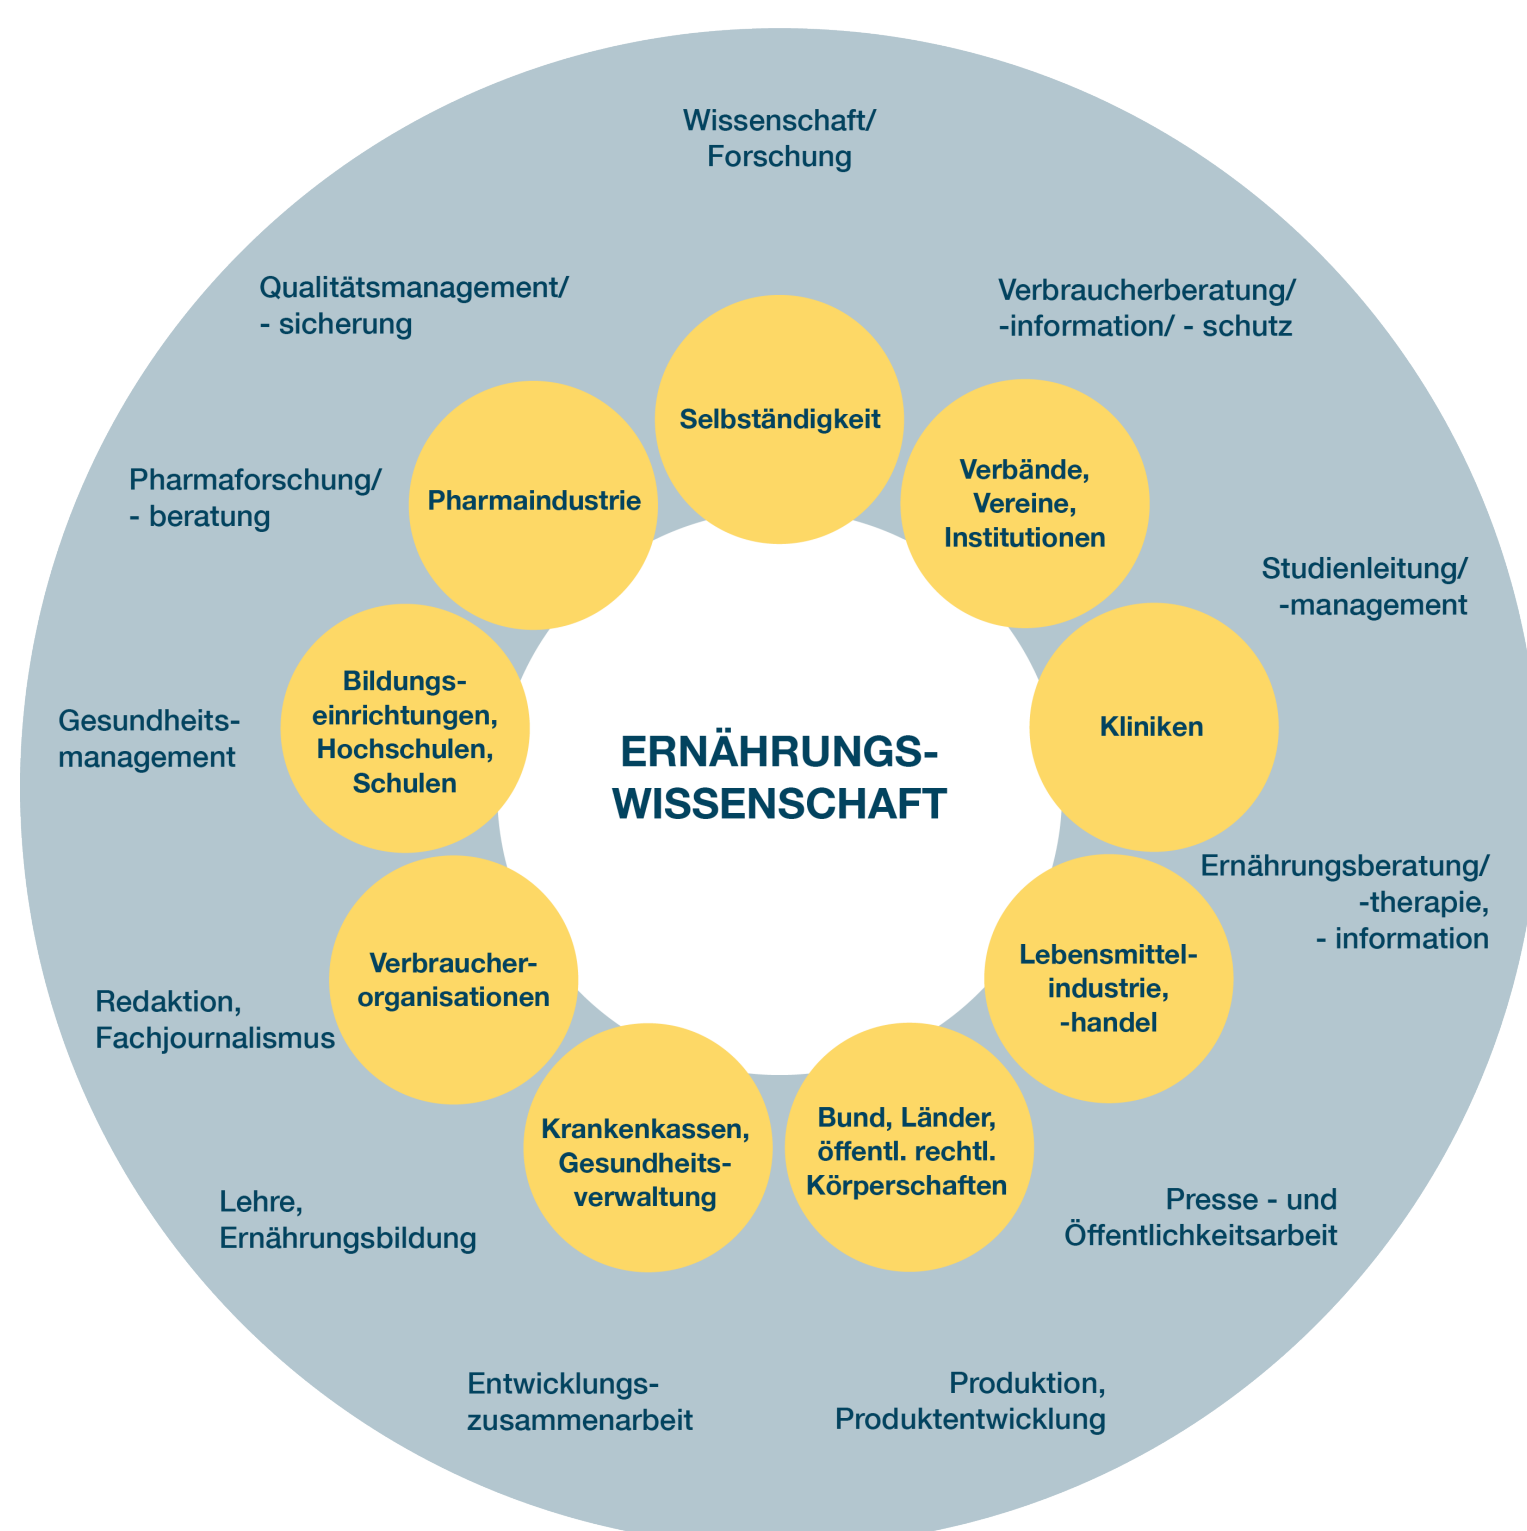 Wissenschaft/
Forschung
Qualitätsmanagement/
- sicherung
Verbraucherberatung/
-information/ - schutz
Selbständigkeit
Pharmaforschung/
- beratung
Pharmaindustrie
Verbände,
Vereine,
Institutionen
Studienleitung/
-management
Gesundheits-
management
Bildungs-
einrichtungen,
Hochschulen,
Schulen
ERNÄHRUNGS-
WISSENSCHAFT
Kliniken
Ernährungsberatung/
-therapie,
- information
Redaktion,
Fachjournalismus
Verbraucher-
organisationen
Lebensmittel-
industrie,
-handel
Krankenkassen,
Gesundheits-
verwaltung
Bund, Länder,
öffentl. rechtl.
Körperschaften
Lehre,
Ernährungsbildung
Presse - und
Öffentlichkeitsarbeit
Entwicklungs-
zusammenarbeit
Produktion,
Produktentwicklung